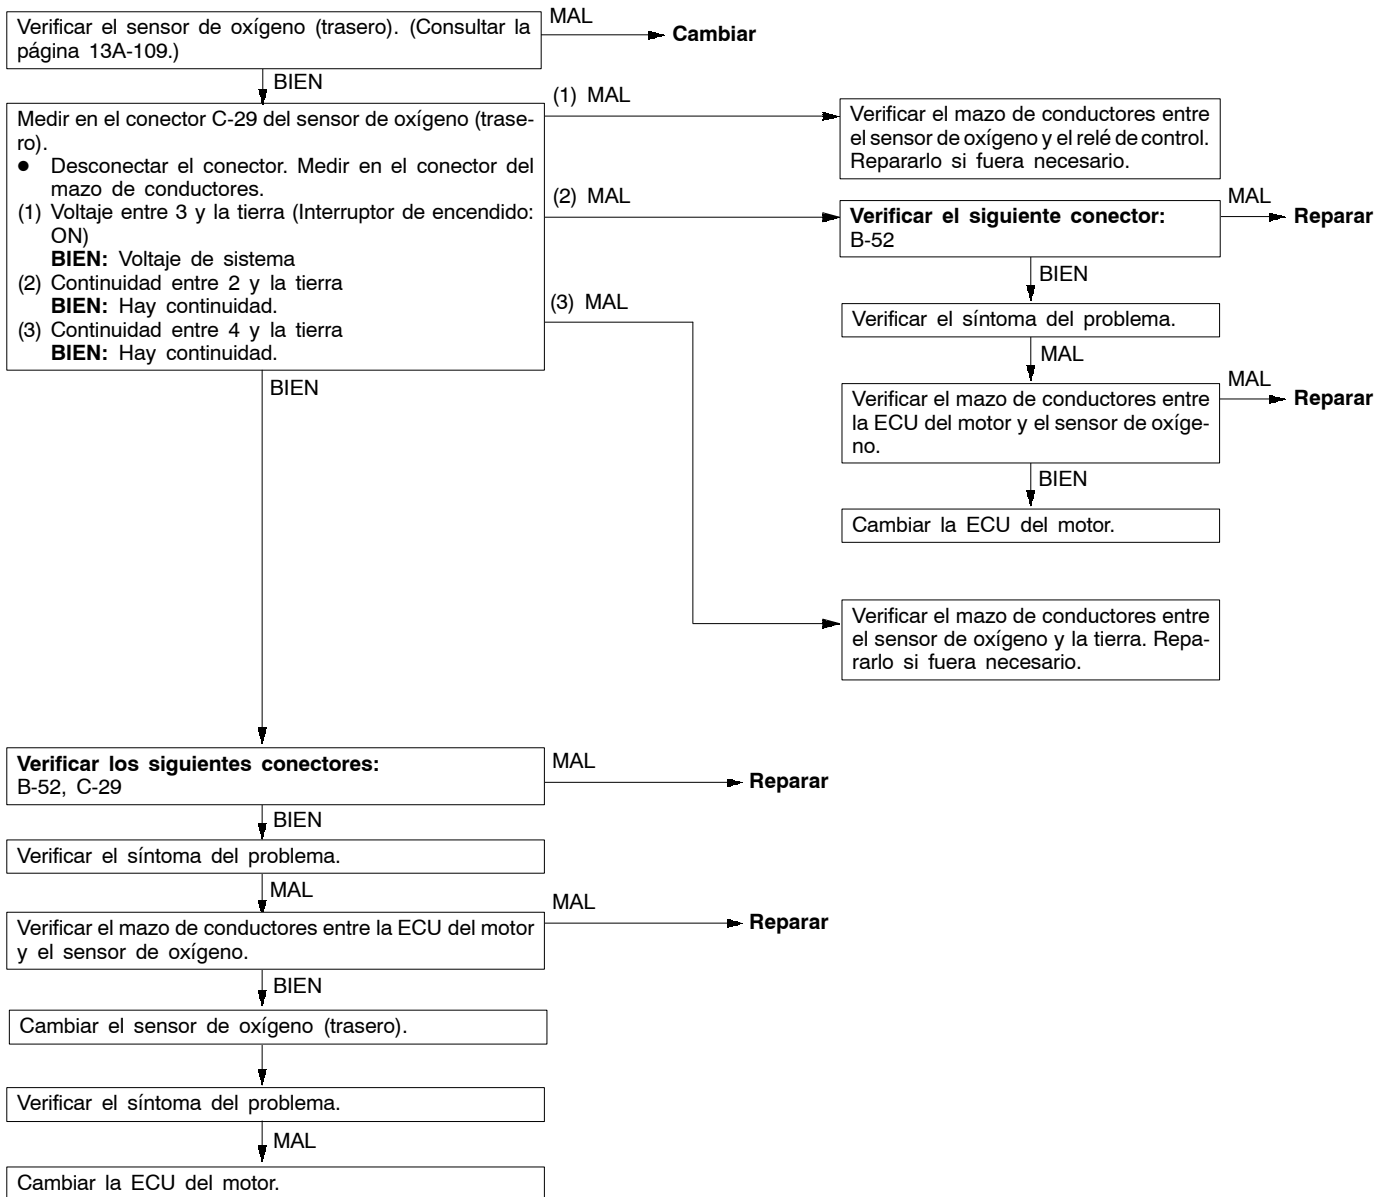 Verificar el sensor de oxígeno (trasero). (Consultar la
página 13A-109.)
MAL
Cambiar
BIEN
Medir en el conector C-29 del sensor de oxígeno (trase-
ro).
● Desconectar el conector. Medir en el conector del
mazo de conductores.
(1) Voltaje entre 3 y la tierra (Interruptor de encendido:
ON)
BIEN: Voltaje de sistema
(2) Continuidad entre 2 y la tierra
BIEN: Hay continuidad.
(3) Continuidad entre 4 y la tierra
BIEN: Hay continuidad.
(1) MAL
Verificar el mazo de conductores entre
el sensor de oxígeno y el relé de control.
Repararlo si fuera necesario.
(2) MAL
Verificar el siguiente conector:
B-52
MAL
Reparar
BIEN
Verificar el síntoma del problema.
MAL
Verificar el mazo de conductores entre
la ECU del motor y el sensor de oxíge-
no.
MAL
Reparar
BIEN
Cambiar la ECU del motor.
(3) MAL
Verificar el mazo de conductores entre
el sensor de oxígeno y la tierra. Repa-
rarlo si fuera necesario.
BIEN
Verificar los siguientes conectores:
B-52, C-29
MAL
Reparar
BIEN
Verificar el síntoma del problema.
MAL
Verificar el mazo de conductores entre la ECU del motor
y el sensor de oxígeno.
MAL
Reparar
BIEN
Cambiar el sensor de oxígeno (trasero).
Verificar el síntoma del problema.
MAL
Cambiar la ECU del motor.